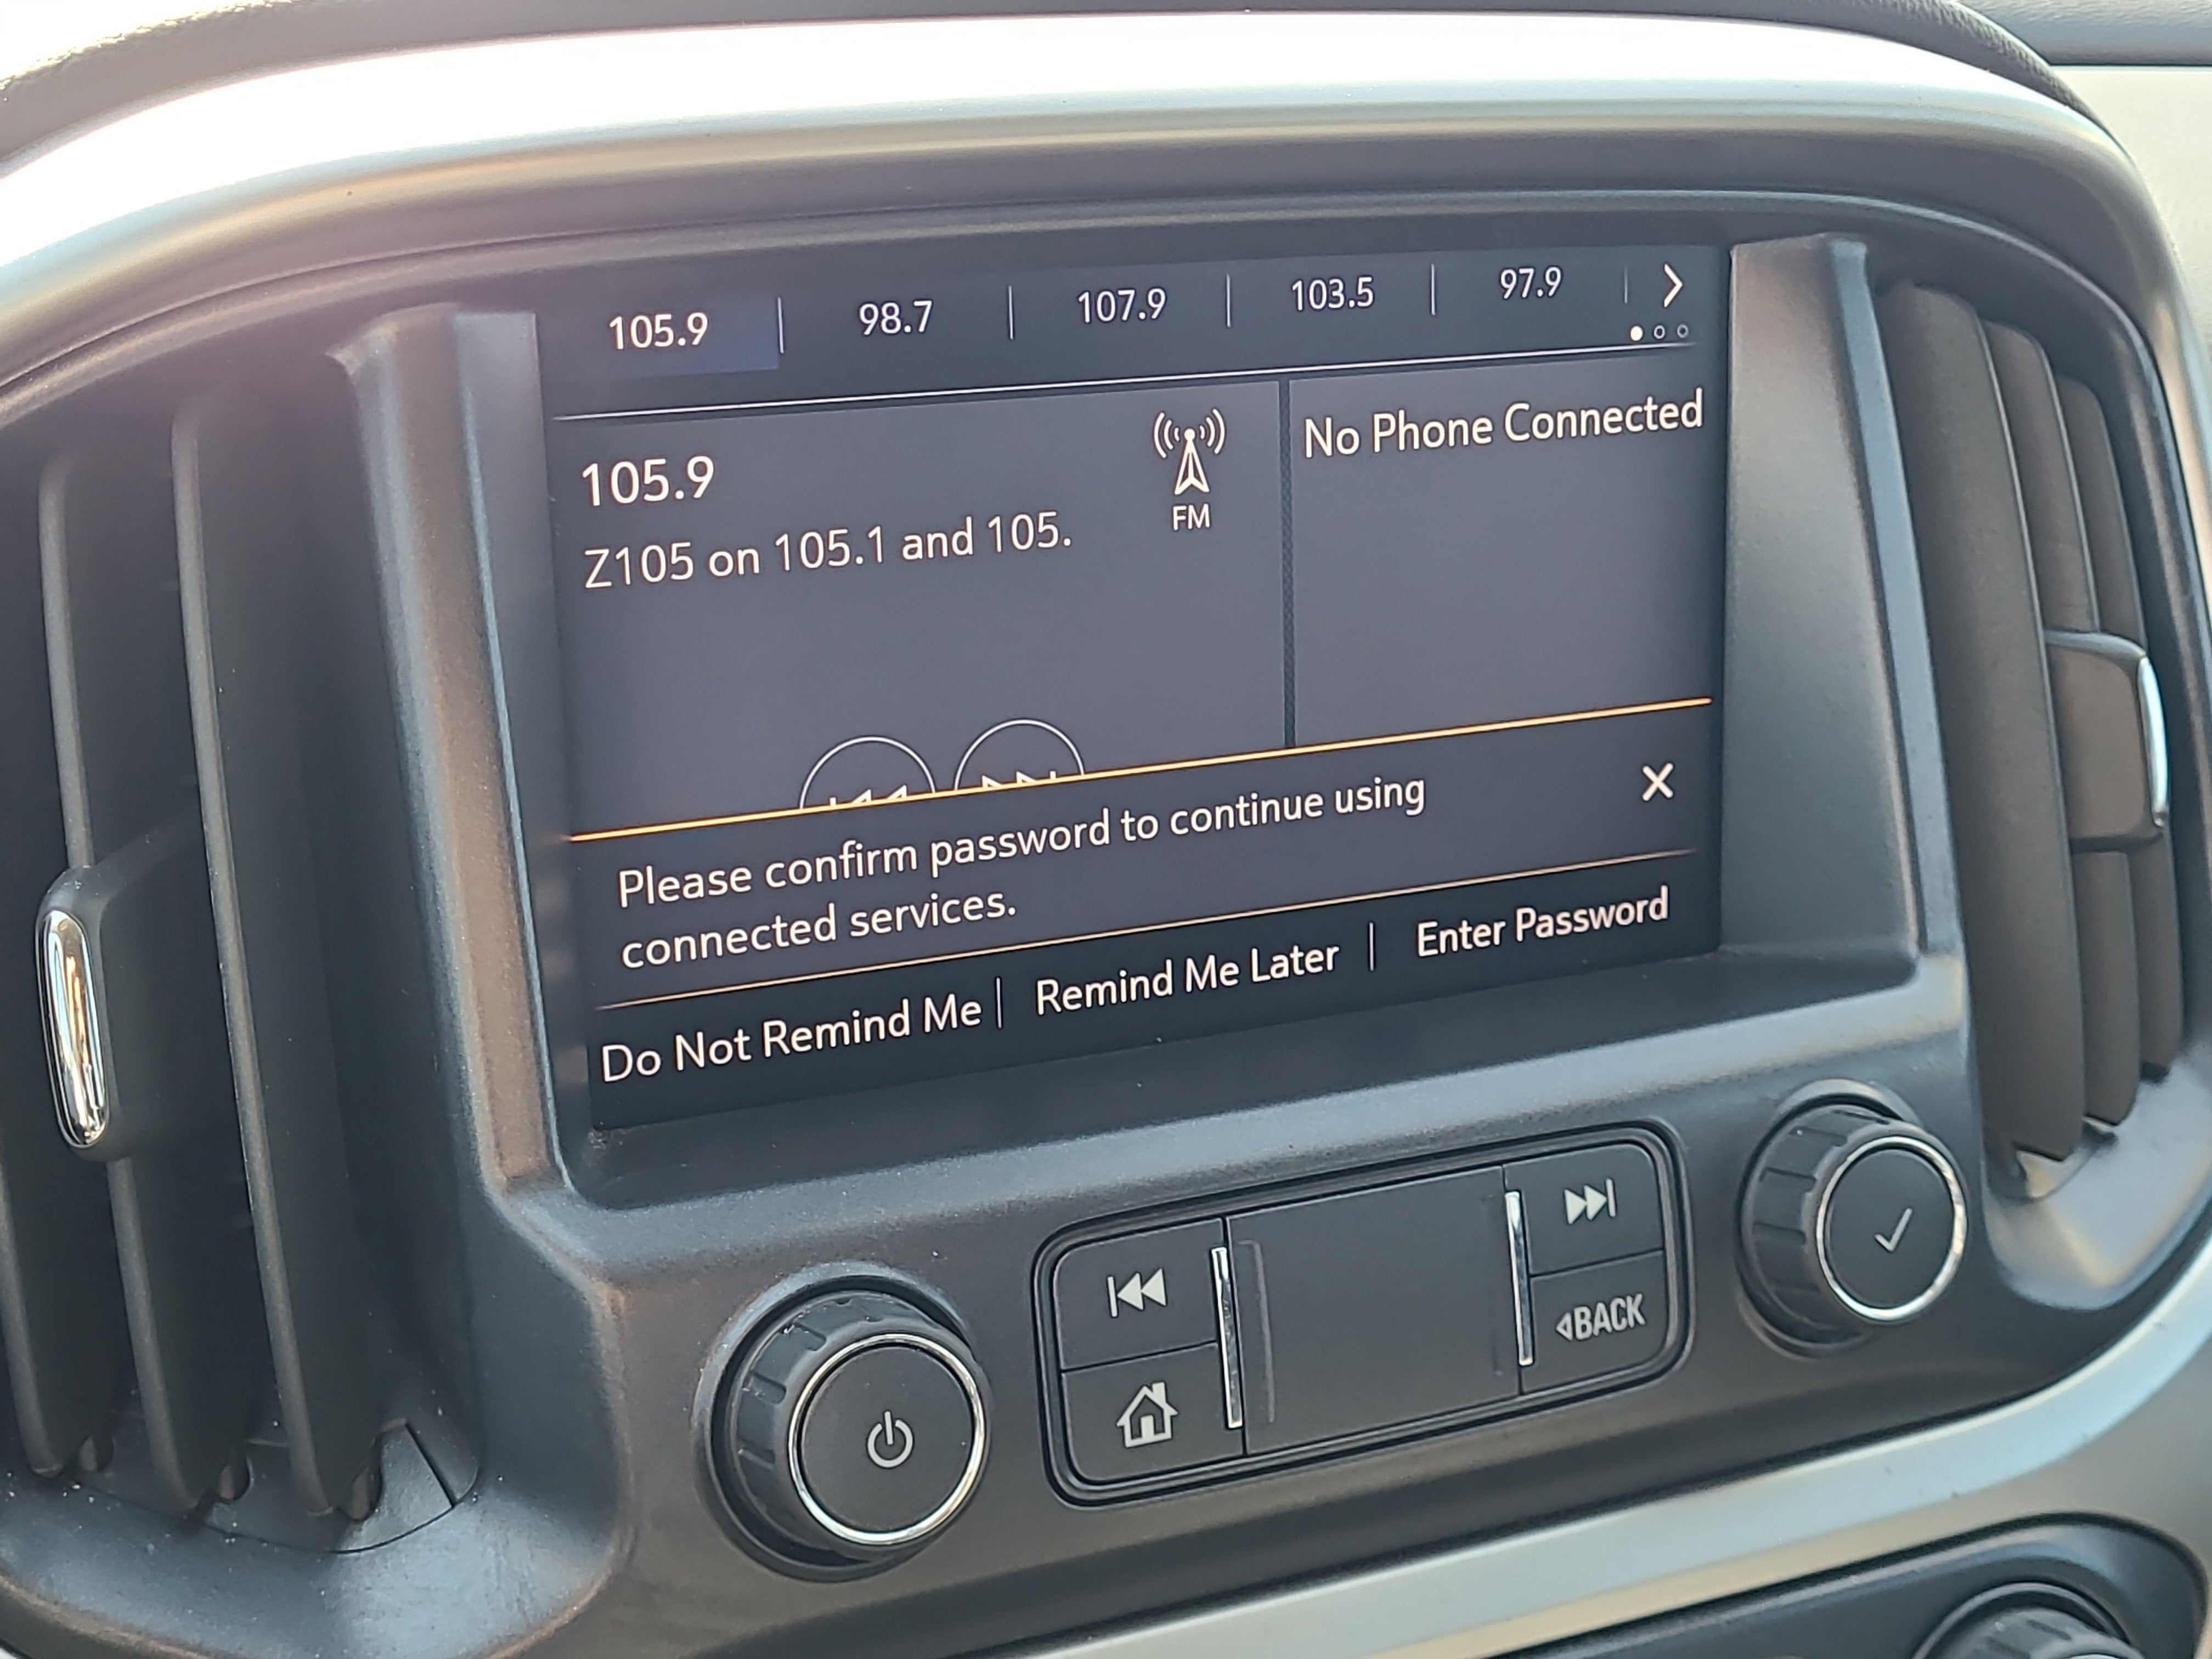 105.9 | 98.7 | 107.9 | 103.5 | 97.9
105.9
Z105 on 105.1 and 105.
FM
No Phone Connected
Please confirm password to continue using
connected services.
Do Not Remind Me | Remind Me Later | Enter Password
BACK